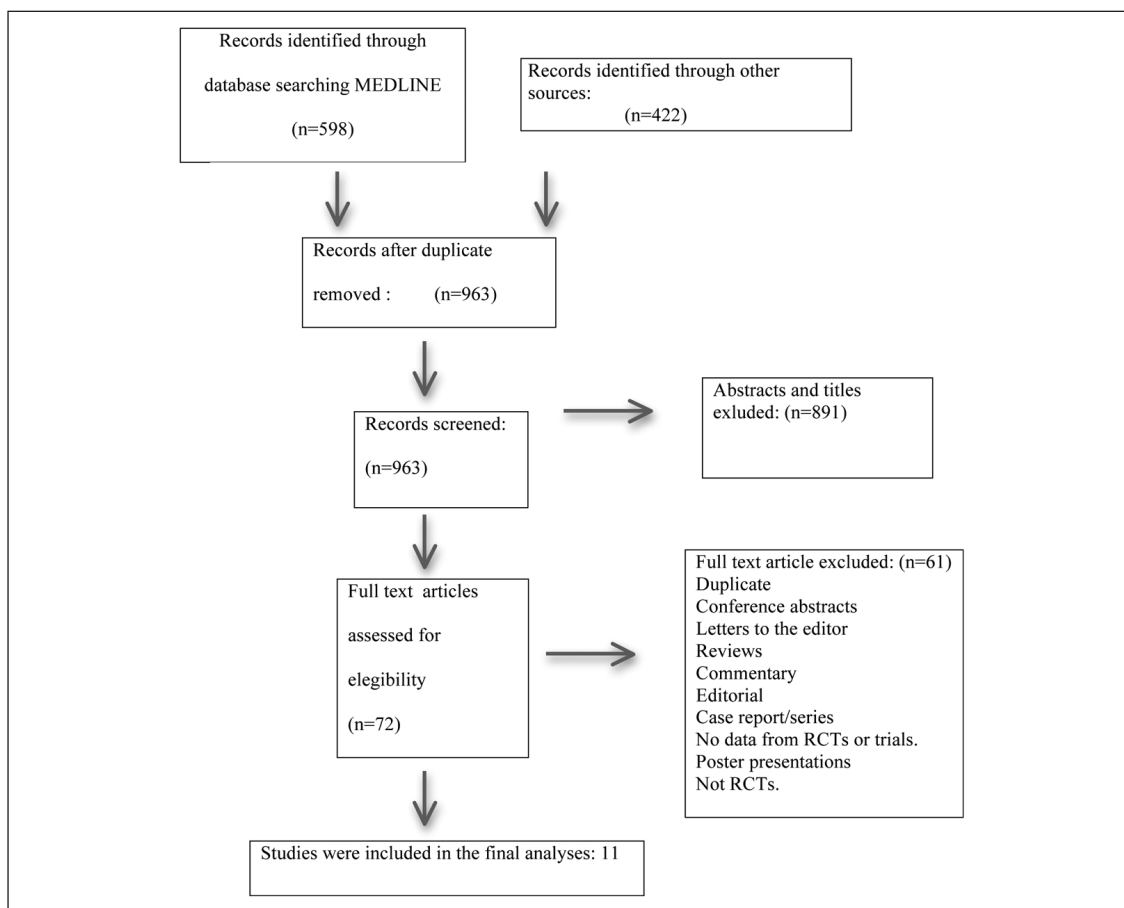 Records identified through
database searching MEDLINE
(n=598)
Records identified through other
sources:
(n=422)
Records after duplicate
removed : (n=963)
Records screened:
(n=963)
Abstracts and titles
exluded: (n=891)
Full text articles
assessed for
elegibility
(n=72)
Full text article excluded: (n=61)
Duplicate
Conference abstracts
Letters to the editor
Reviews
Commentary
Editorial
Case report/series
No data from RCTs or trials.
Poster presentations
Not RCTs.
Studies were included in the final analyses: 11